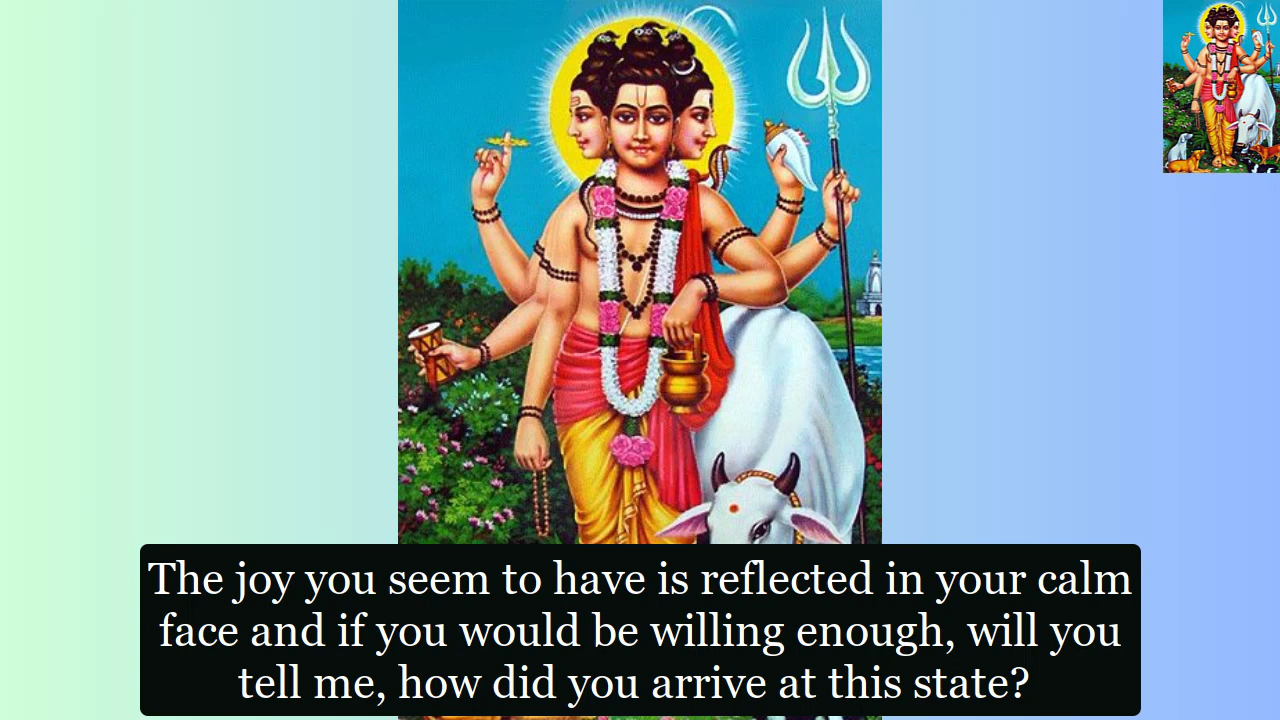 The joy you seem to have is reflected in your calm
face and if you would be willing enough, will you
tell me, how did you arrive at this state?